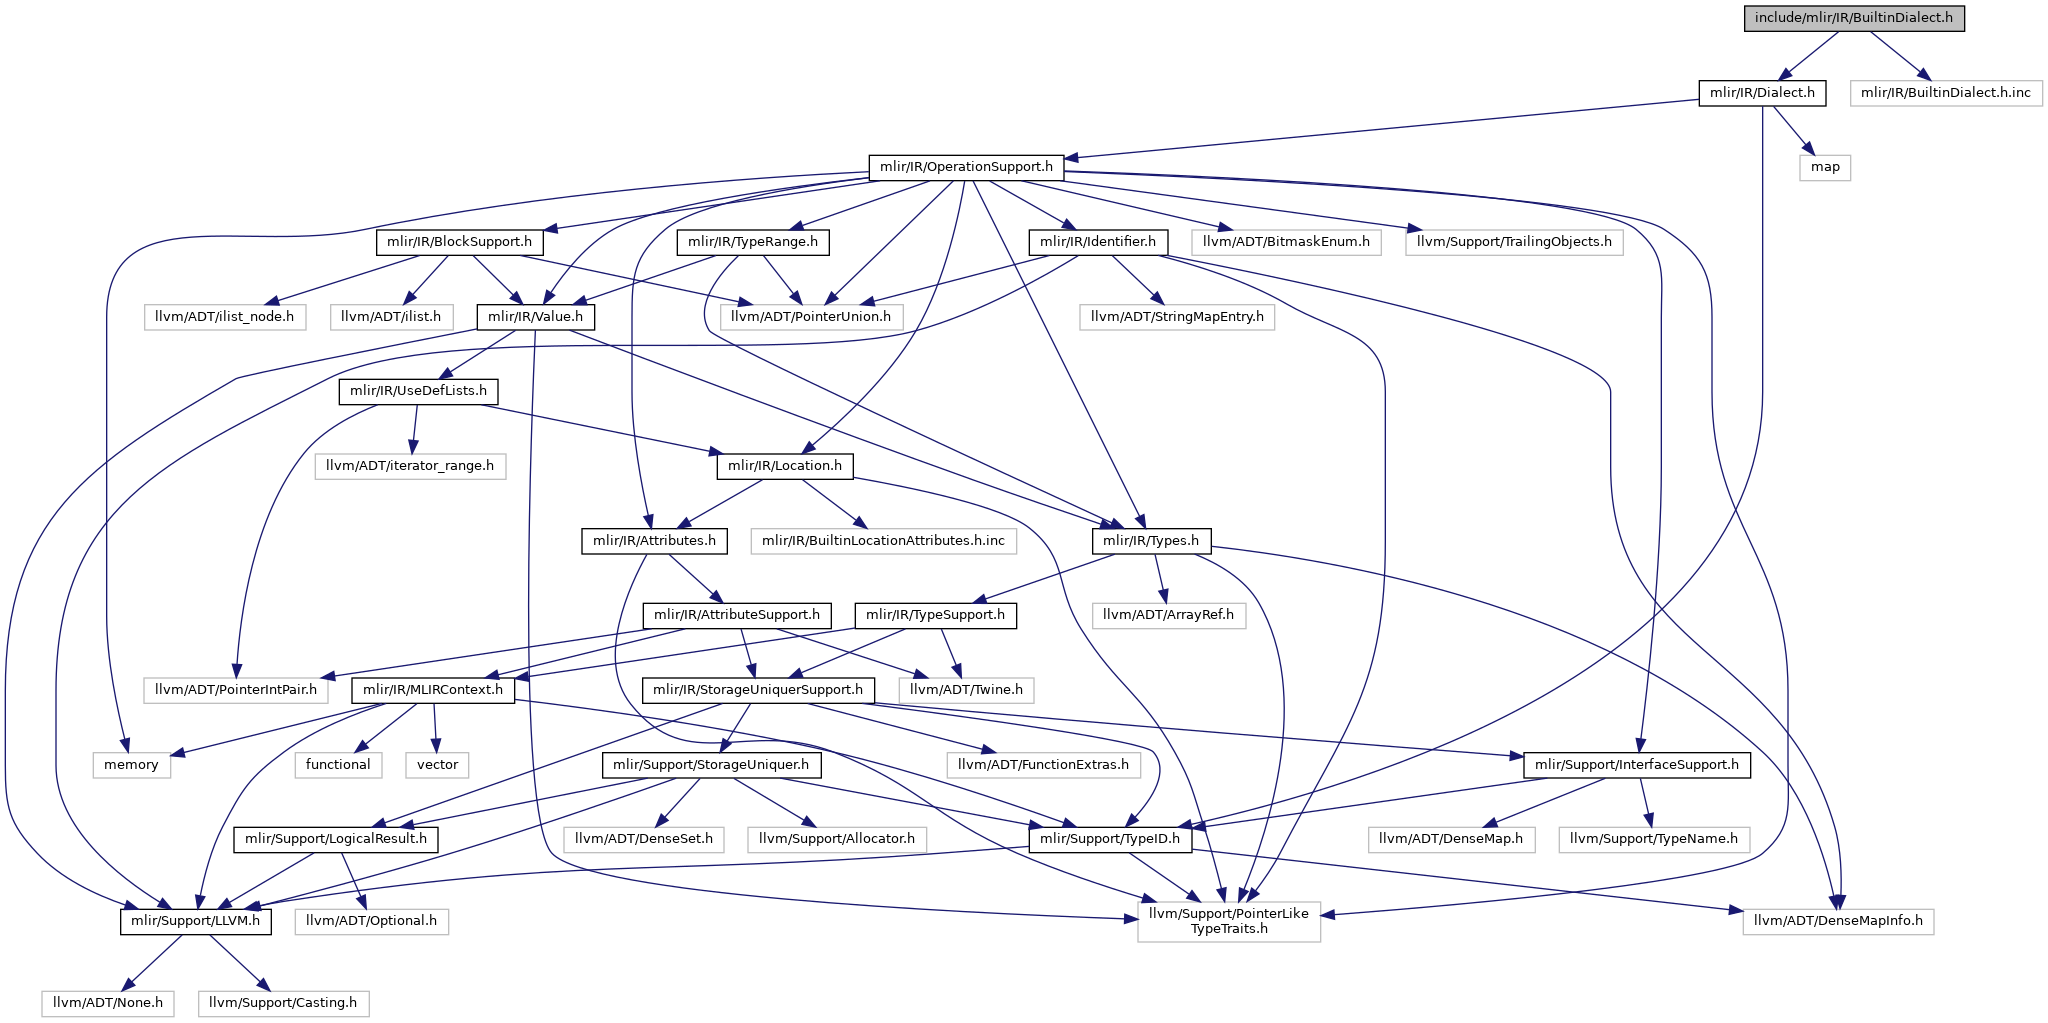 include/mlir/IR/BuiltinDialect.h
mlir/IR/Dialect.h
mlir/IR/BuiltinDialect.h.inc
mlir/IR/OperationSupport.h
map
mlir/IR/BlockSupport.h
mlir/IR/TypeRange.h
mlir/IR/Identifier.h
llvm/ADT/BitmaskEnum.h
llvm/Support/TrailingObjects.h
llvm/ADT/ilist_node.h
llvm/ADT/ilist.h
mlir/IR/Value.h
llvm/ADT/PointerUnion.h
llvm/ADT/StringMapEntry.h
mlir/IR/UseDefLists.h
llvm/ADT/iterator_range.h
mlir/IR/Location.h
mlir/IR/Attributes.h
mlir/IR/BuiltinLocationAttributes.h.inc
mlir/IR/Types.h
mlir/IR/AttributeSupport.h
mlir/IR/TypeSupport.h
llvm/ADT/ArrayRef.h
llvm/ADT/PointerIntPair.h
mlir/IR/MLIRContext.h
mlir/IR/StorageUniquerSupport.h
llvm/ADT/Twine.h
memory
functional
vector
mlir/Support/StorageUniquer.h
llvm/ADT/FunctionExtras.h
mlir/Support/InterfaceSupport.h
mlir/Support/LogicalResult.h
llvm/ADT/DenseSet.h
llvm/Support/Allocator.h
mlir/Support/TypeID.h
llvm/ADT/DenseMap.h
llvm/Support/TypeName.h
mlir/Support/LLVM.h
llvm/ADT/Optional.h
llvm/Support/PointerLike
TypeTraits.h
llvm/ADT/DenseMapInfo.h
llvm/ADT/None.h
llvm/Support/Casting.h